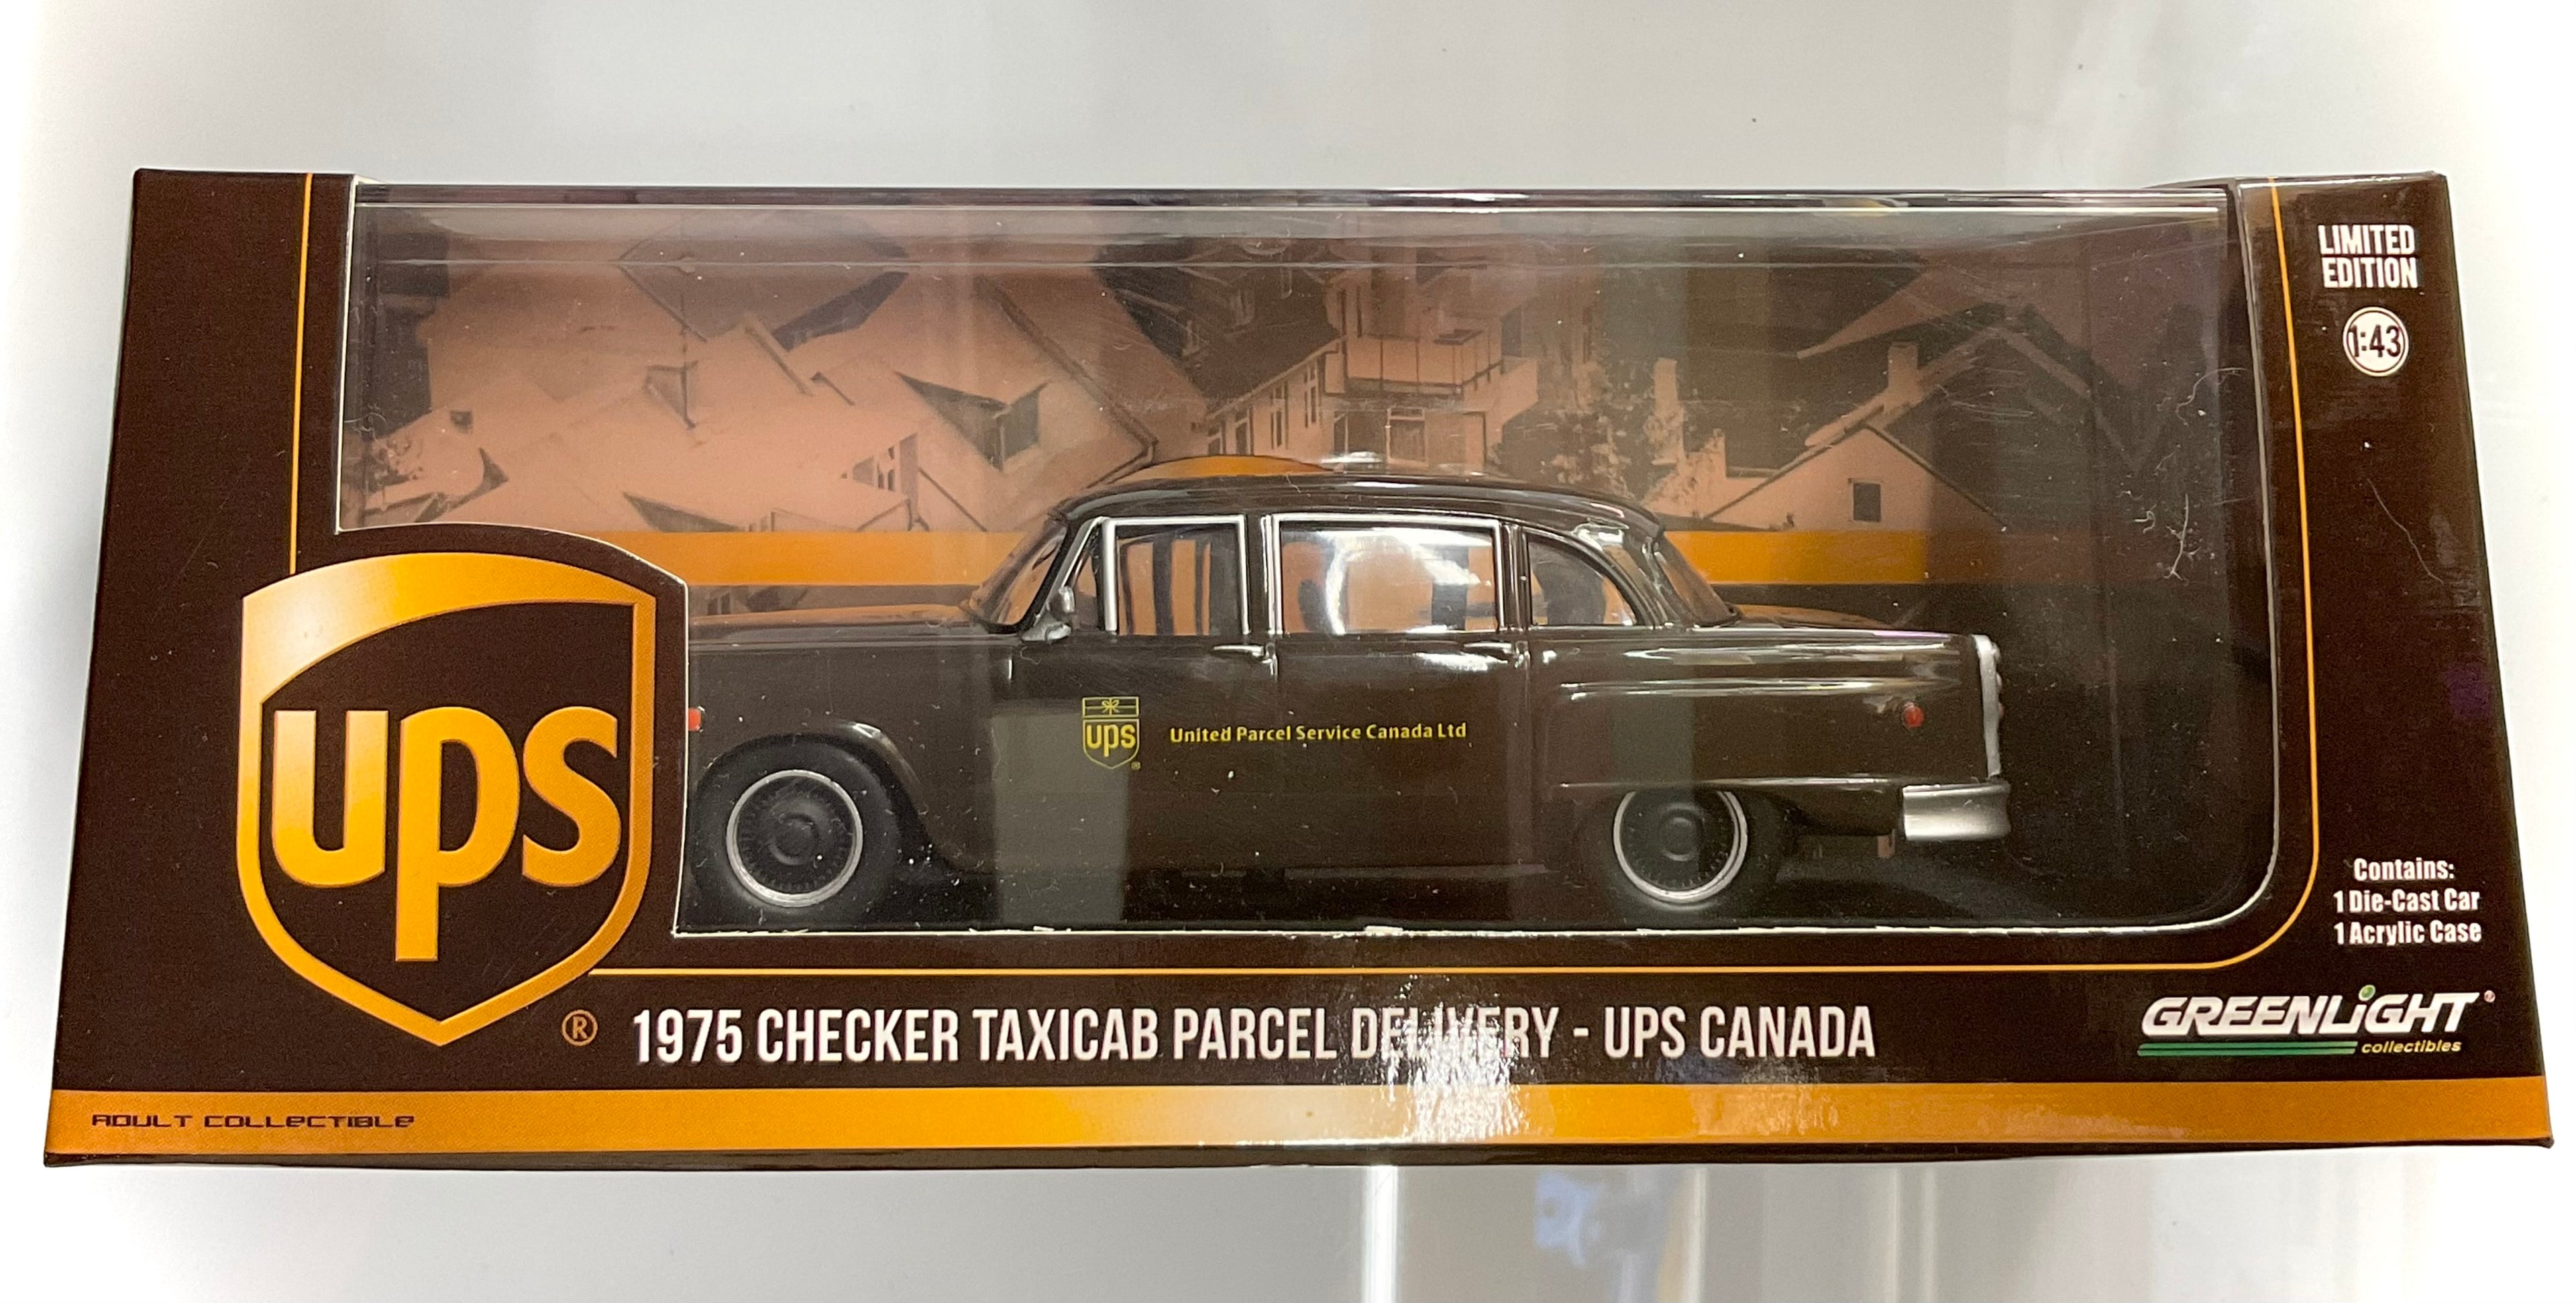 LIMITED
EDITION
1:43
ups
United Parcel Service Canada Ltd
ups
®
Contains:
1 Die-Cast Car
1 Acrylic Case
®
1975 CHECKER TAXICAB PARCEL DELIVERY - UPS CANADA
GREENLiGHT
collectibles
ADULT COLLECTIBLE